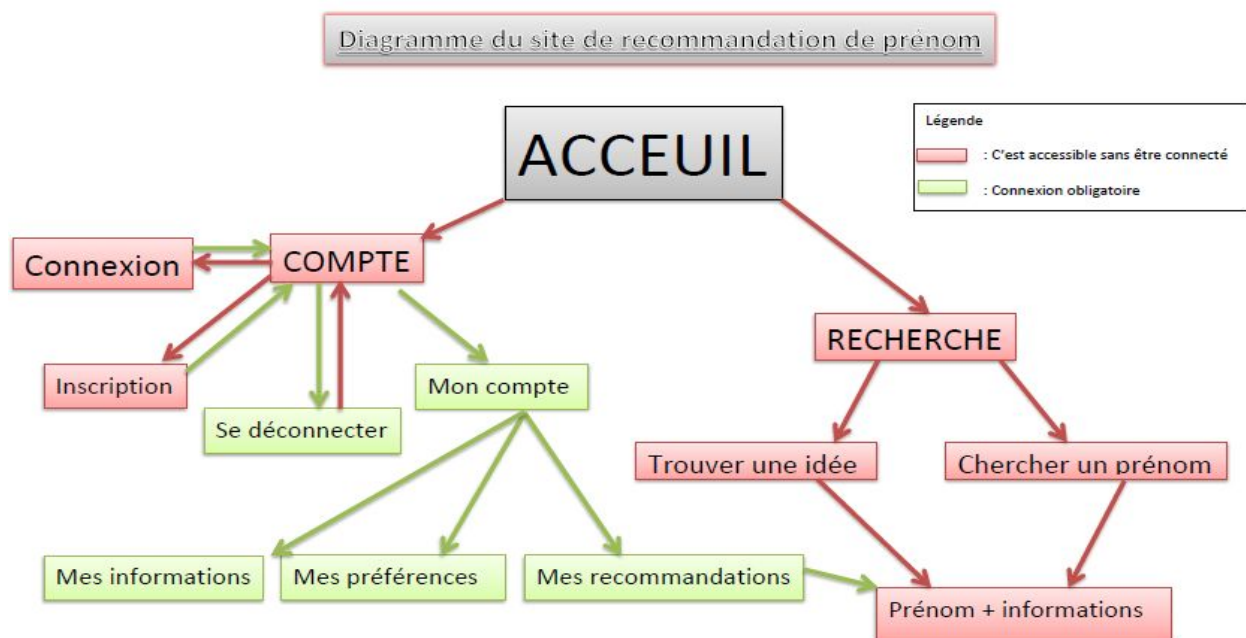 Diagramme du site de recommandation de prénom
ACCEUIL
Légende
: C'est accessible sans être connecté
: Connexion obligatoire
Connexion
COMPTE
RECHERCHE
Inscription
Mon compte
Se déconnecter
Trouver une idée
Chercher un prénom
Mes informations
Mes préférences
Mes recommandations
Prénom + informations